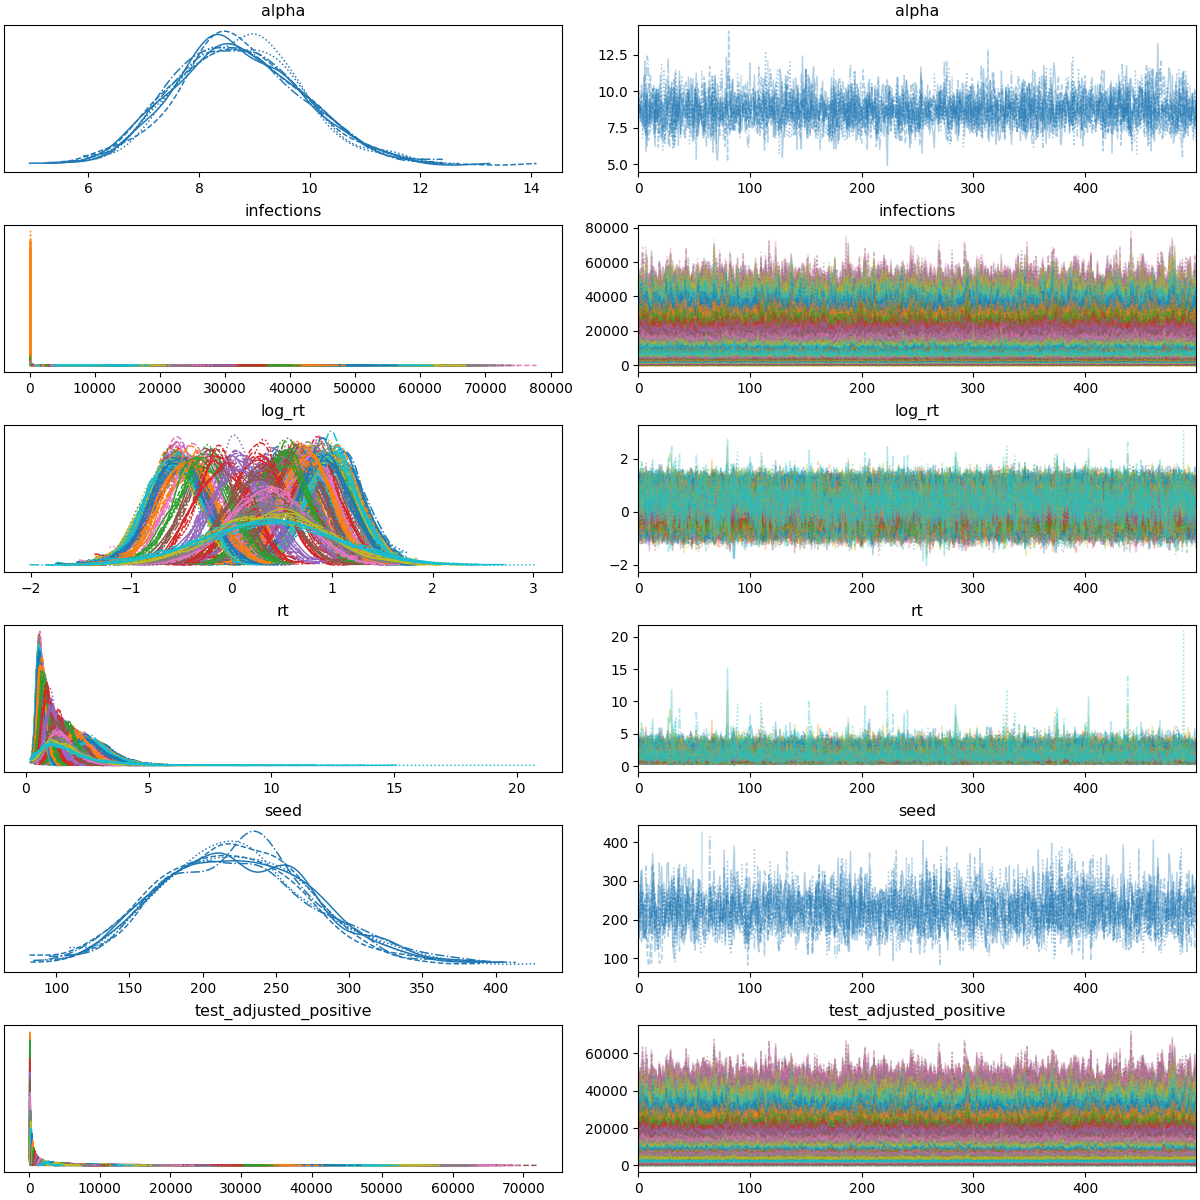 alpha alpha
12.5
10.0
7.5
5.0
6 8 10 12 14 0 100 200 300 400
infections infections
80000
60000
40000
20000
0
0 10000 20000 30000 40000 50000 60000 70000 80000 0 100 200 300 400
log_rt log_rt
2
0
−2
−2 −1 0 1 2 3 0 100 200 300 400
rt rt
20
15
10
5
0
0 5 10 15 20 0 100 200 300 400
seed seed
400
300
200
100
100 150 200 250 300 350 400 0 100 200 300 400
test_adjusted_positive test_adjusted_positive
60000
40000
20000
0
0 10000 20000 30000 40000 50000 60000 70000 0 100 200 300 400